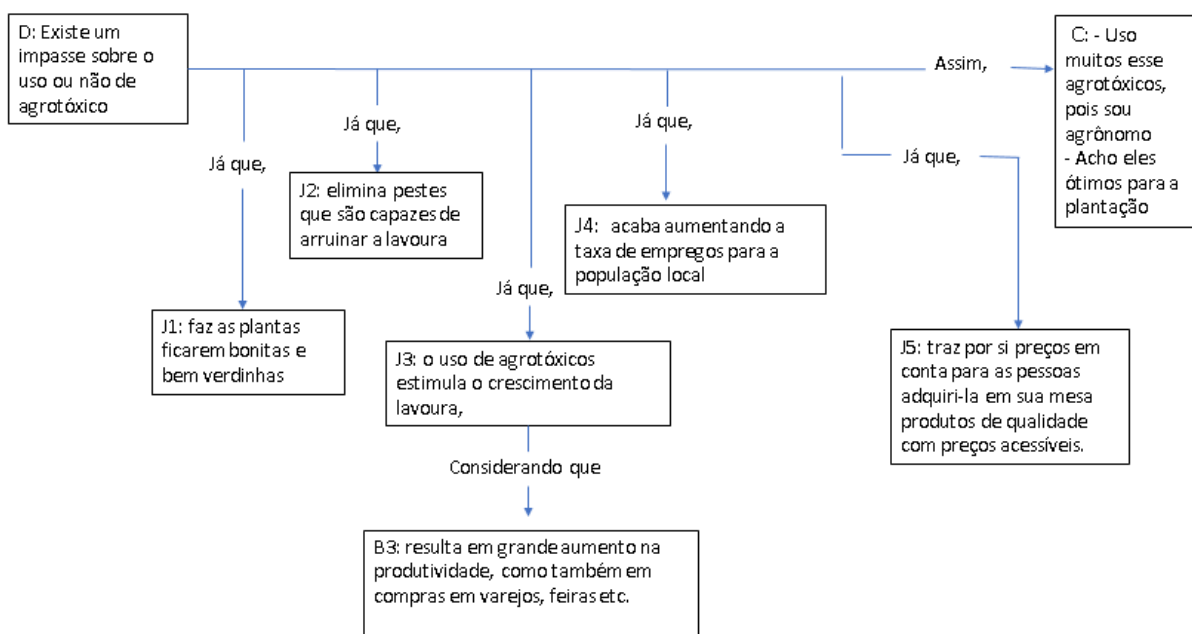 D: Existe um
impasse sobre o
uso ou não de
agrotóxico
Assim,
C: - Uso
muitos esse
agrotóxicos,
pois sou
agrônomo
- Acho eles
ótimos para a
plantação
Já que,
J1: faz as plantas
ficarem bonitas e
bem verdinhas
Já que,
J2: elimina pestes
que são capazes de
arruinar a lavoura
Já que,
J3: o uso de agrotóxicos
estimula o crescimento da
lavoura,
Considerando que
B3: resulta em grande aumento na
produtividade, como também em
compras em varejos, feiras etc.
Já que,
J4: acaba aumentando a
taxa de empregos para a
população local
Já que,
J5: traz por si preços em
conta para as pessoas
adquiri-la em sua mesa
produtos de qualidade
com preços acessíveis.